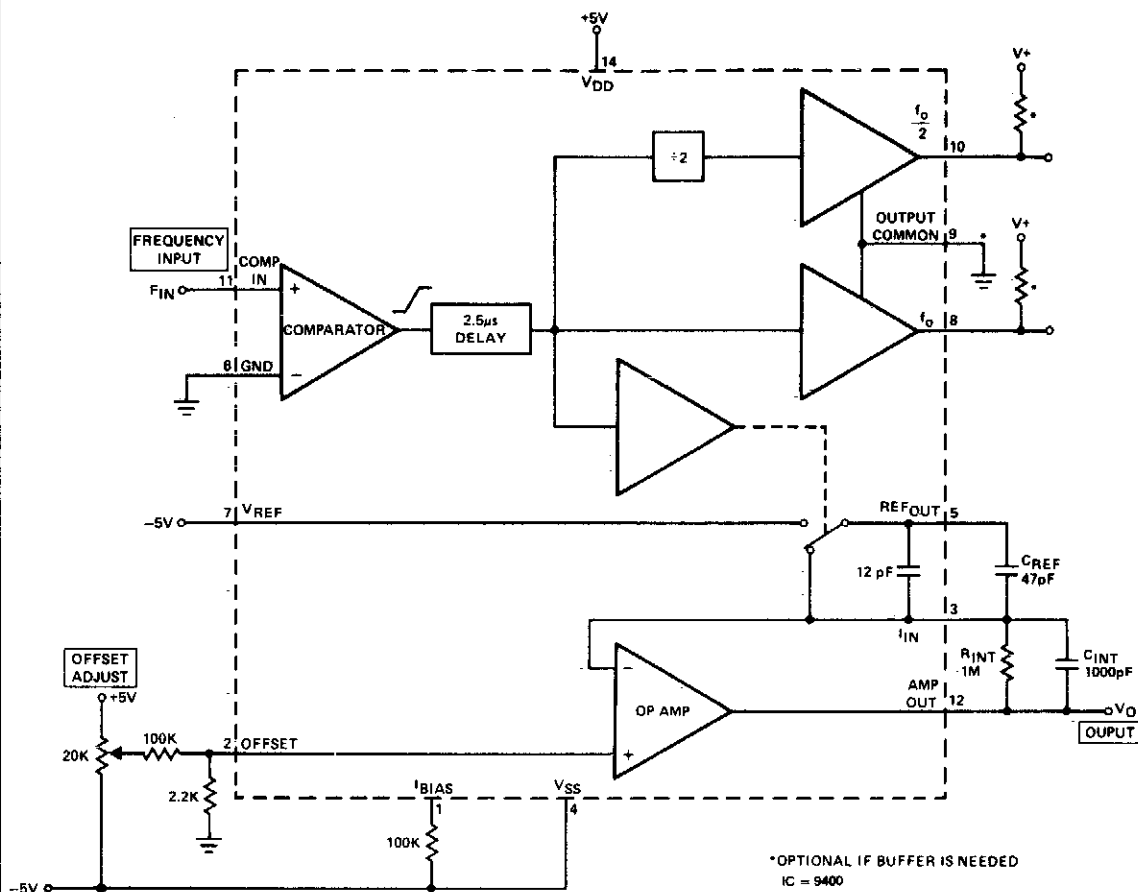 +5V
14
VDD
V+
*
fo
2
10
÷2
OUTPUT
COMMON
9
*
V+
*
FREQUENCY
INPUT
COMP
IN
11
FIN
+
COMPARATOR
2.5µs
DELAY
fo
8
6
GND
−
−5V
7
VREF
REFOUT
5
12 pF
CREF
47pF
3
IIN
RINT
1M
CINT
1000pF
OFFSET
ADJUST
+5V
−
OP AMP
+
AMP
OUT
12
VO
OUPUT
20K
100K
2
OFFSET
2.2K
IBIAS
1
VSS
4
100K
−5V
*OPTIONAL IF BUFFER IS NEEDED
IC = 9400